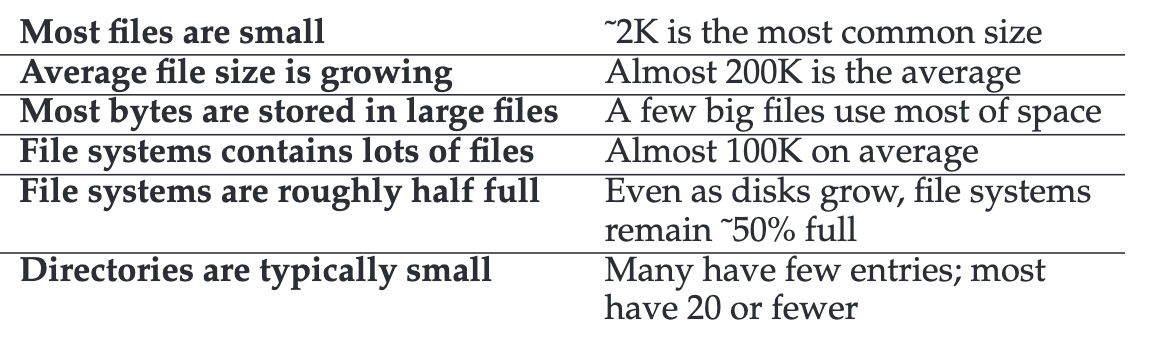 Most files are small ˜2K is the most common size
Average file size is growing Almost 200K is the average
Most bytes are stored in large files A few big files use most of space
File systems contains lots of files Almost 100K on average
File systems are roughly half full Even as disks grow, file systems
remain ˜50% full
Directories are typically small Many have few entries; most
have 20 or fewer